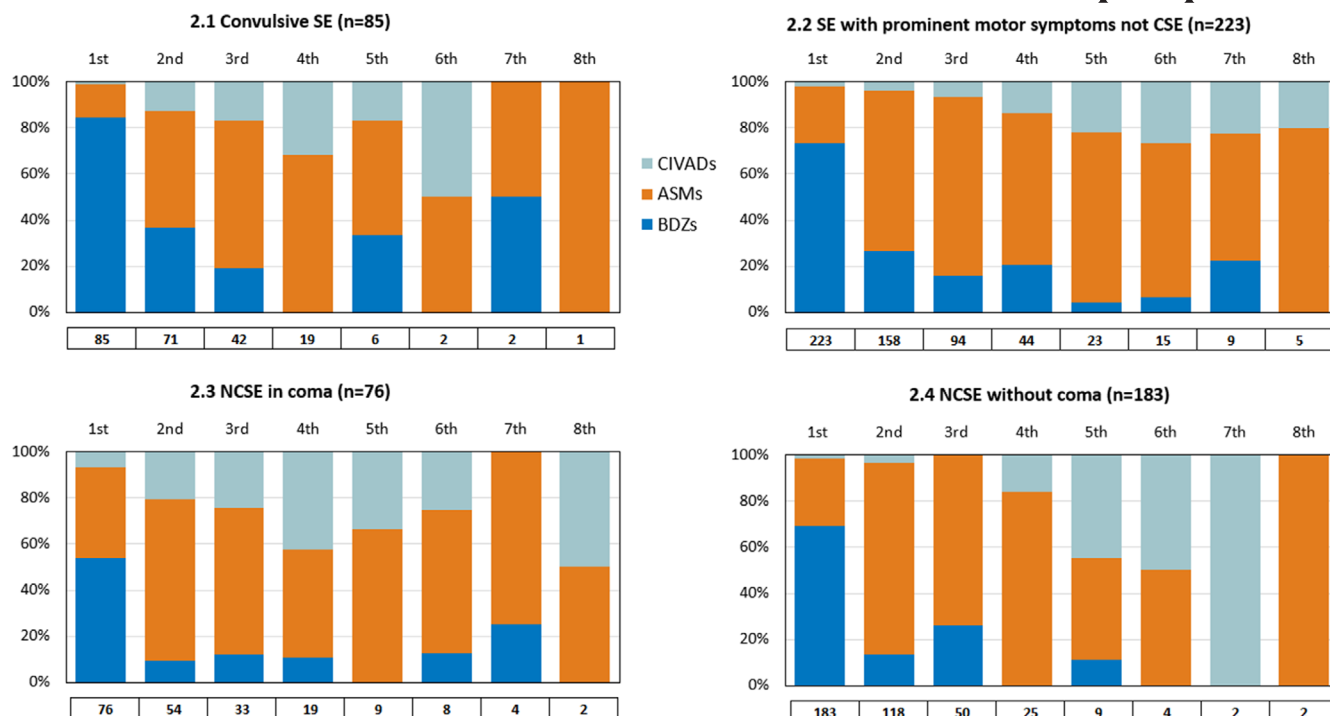 2.1 Convulsive SE (n=85)
1st 2nd 3rd 4th 5th 6th 7th 8th
100%
80%
60%
40%
20%
0%
85 71 42 19 6 2 2 1
CIVADs
ASMs
BDZs
2.2 SE with prominent motor symptoms not CSE (n=223)
1st 2nd 3rd 4th 5th 6th 7th 8th
100%
80%
60%
40%
20%
0%
223 158 94 44 23 15 9 5
2.3 NCSE in coma (n=76)
1st 2nd 3rd 4th 5th 6th 7th 8th
100%
80%
60%
40%
20%
0%
76 54 33 19 9 8 4 2
2.4 NCSE without coma (n=183)
1st 2nd 3rd 4th 5th 6th 7th 8th
100%
80%
60%
40%
20%
0%
183 118 50 25 9 4 2 2